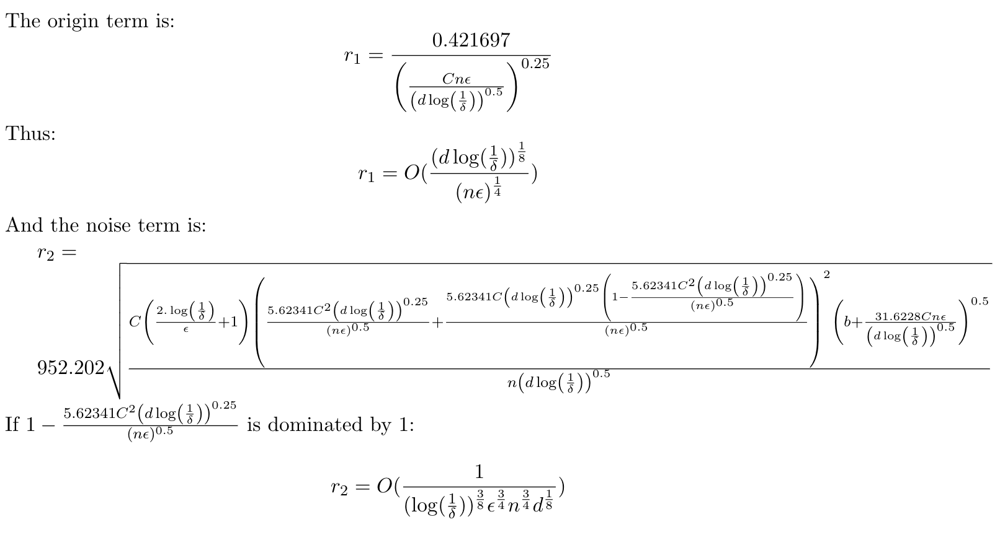 The origin term is:
$r_1 = \frac{0.421697}{\left(\frac{Cn\epsilon}{\left(d\log\left(\frac{1}{\delta}\right)\right)^{0.5}}\right)^{0.25}}$
Thus:
$r_1 = O(\frac{(d\log(\frac{1}{\delta}))^{\frac{1}{8}}}{(n\epsilon)^{\frac{1}{4}}})$
And the noise term is:
$r_2 =$
$952.202\sqrt{\frac{C\left(\frac{2.\log\left(\frac{1}{\delta}\right)}{\epsilon}+1\right)\left(\frac{5.62341C^2\left(d\log\left(\frac{1}{\delta}\right)\right)^{0.25}}{(n\epsilon)^{0.5}}+\frac{5.62341C\left(d\log\left(\frac{1}{\delta}\right)\right)^{0.25}\left(1-\frac{5.62341C^2\left(d\log\left(\frac{1}{\delta}\right)\right)^{0.25}}{(n\epsilon)^{0.5}}\right)}{(n\epsilon)^{0.5}}\right)^2\left(b+\frac{31.6228Cn\epsilon}{\left(d\log\left(\frac{1}{\delta}\right)\right)^{0.5}}\right)^{0.5}}{n\left(d\log\left(\frac{1}{\delta}\right)\right)^{0.5}}}$
If $1-\frac{5.62341C^2\left(d\log\left(\frac{1}{\delta}\right)\right)^{0.25}}{(n\epsilon)^{0.5}}$ is dominated by 1:
$r_2 = O(\frac{1}{(\log(\frac{1}{\delta}))^{\frac{3}{8}}\epsilon^{\frac{3}{4}}n^{\frac{3}{4}}d^{\frac{1}{8}}})$